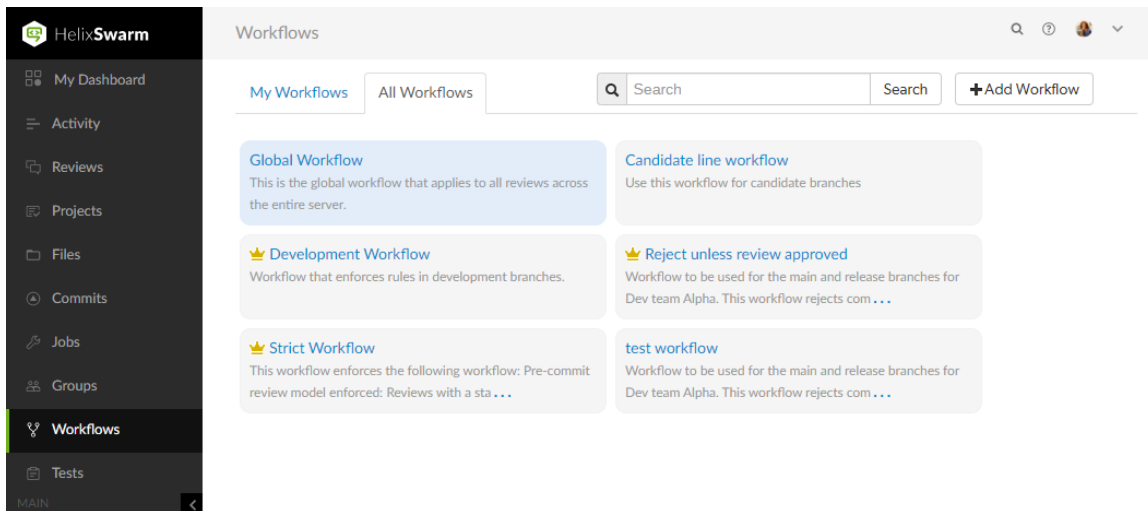 HelixSwarm
Workflows
My Dashboard
Activity
Reviews
Projects
Files
Commits
Jobs
Groups
Workflows
Tests
MAIN
My Workflows
All Workflows
Search
Search
+Add Workflow
Global Workflow
This is the global workflow that applies to all reviews across
the entire server.
Candidate line workflow
Use this workflow for candidate branches
Development Workflow
Workflow that enforces rules in development branches.
Reject unless review approved
Workflow to be used for the main and release branches for
Dev team Alpha. This workflow rejects com ...
Strict Workflow
This workflow enforces the following workflow: Pre-commit
review model enforced: Reviews with a sta ...
test workflow
Workflow to be used for the main and release branches for
Dev team Alpha. This workflow rejects com ...